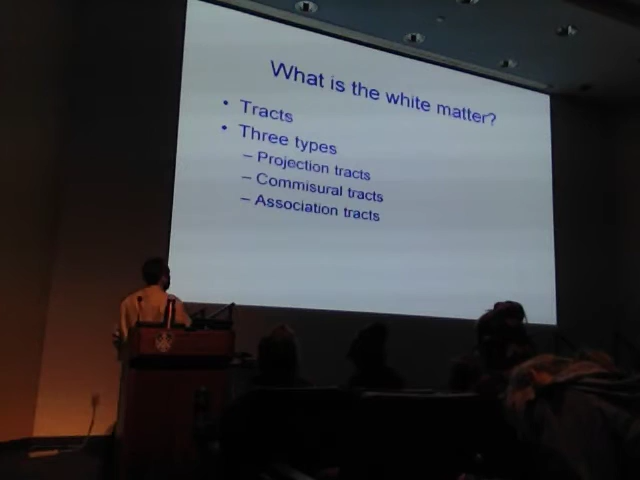 What is the white matter?
• Tracts
• Three types
– Projection tracts
– Commisural tracts
– Association tracts